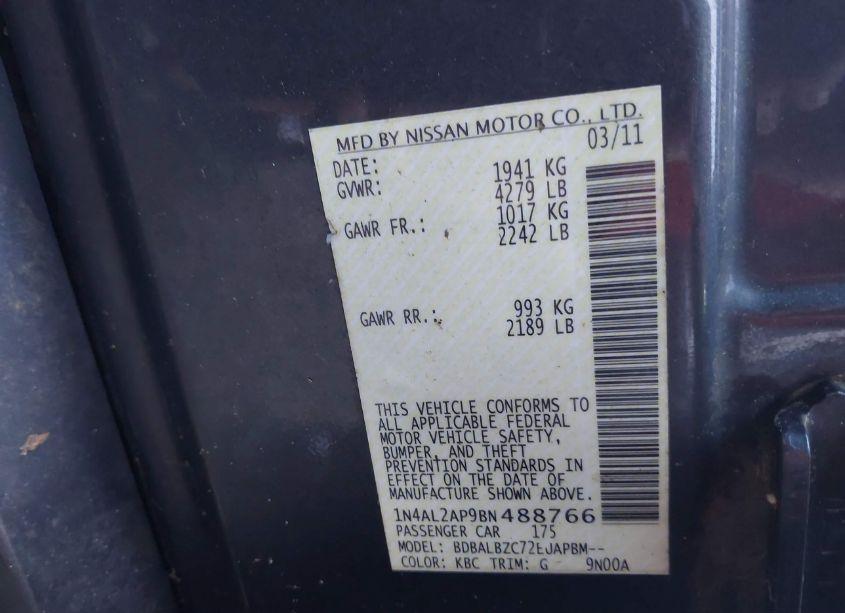 MFD BY NISSAN MOTOR CO., LTD.
DATE: 03/11
GVWR: 1941 KG
4279 LB
GAWR FR.: 1017 KG
2242 LB
GAWR RR.: 993 KG
2189 LB
THIS VEHICLE CONFORMS TO
ALL APPLICABLE FEDERAL
MOTOR VEHICLE SAFETY,
BUMPER, AND THEFT
PREVENTION STANDARDS IN
EFFECT ON THE DATE OF
MANUFACTURE SHOWN ABOVE.
1N4AL2AP9BN488766
PASSENGER CAR 175
MODEL: BDBALBZC72EJAPBM--
COLOR: KBC TRIM: G 9N00A